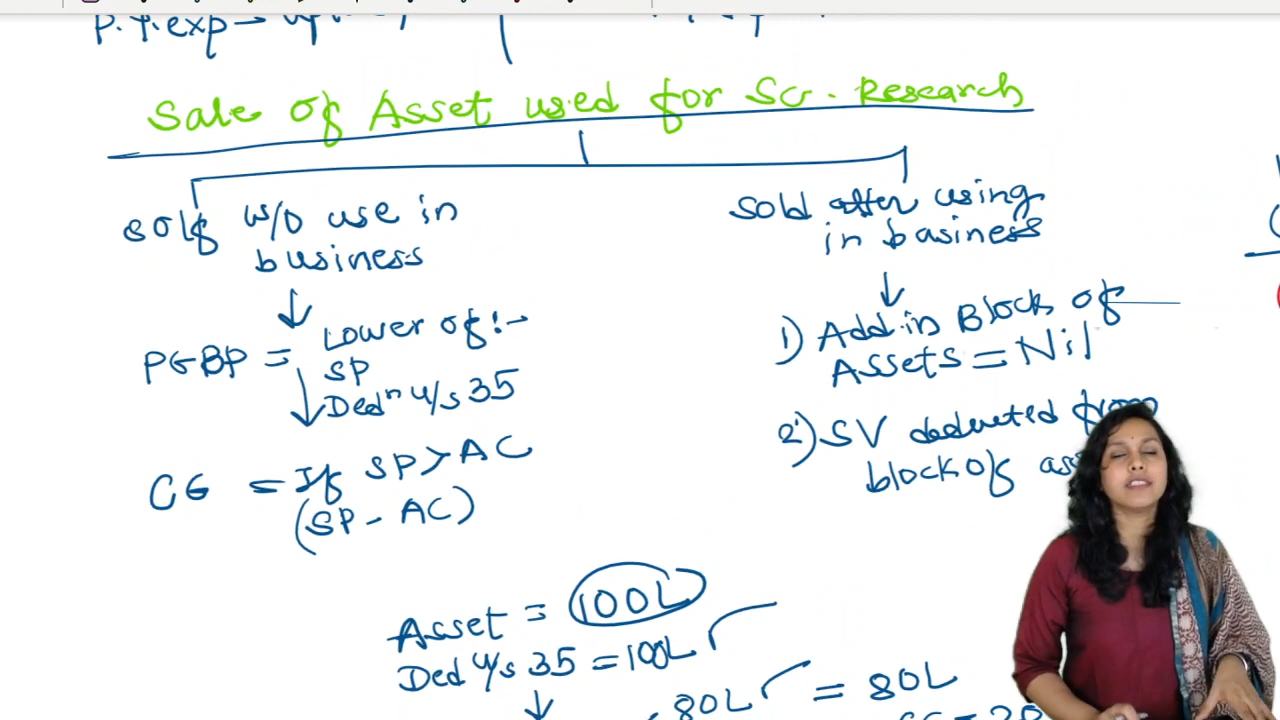 P.Y. exp →
Sale of Asset used for Sc. Research
Sold w/o use in
business
PGBP = Lower of :-
SP
Dedⁿ u/s 35
CG = If SP > AC
(SP - AC)
Sold after using
in business
1) Add in Block of
Assets = Nil
2) SV deducted from
block of
Asset = 100L
Ded u/s 35 = 100L
80L = 80L